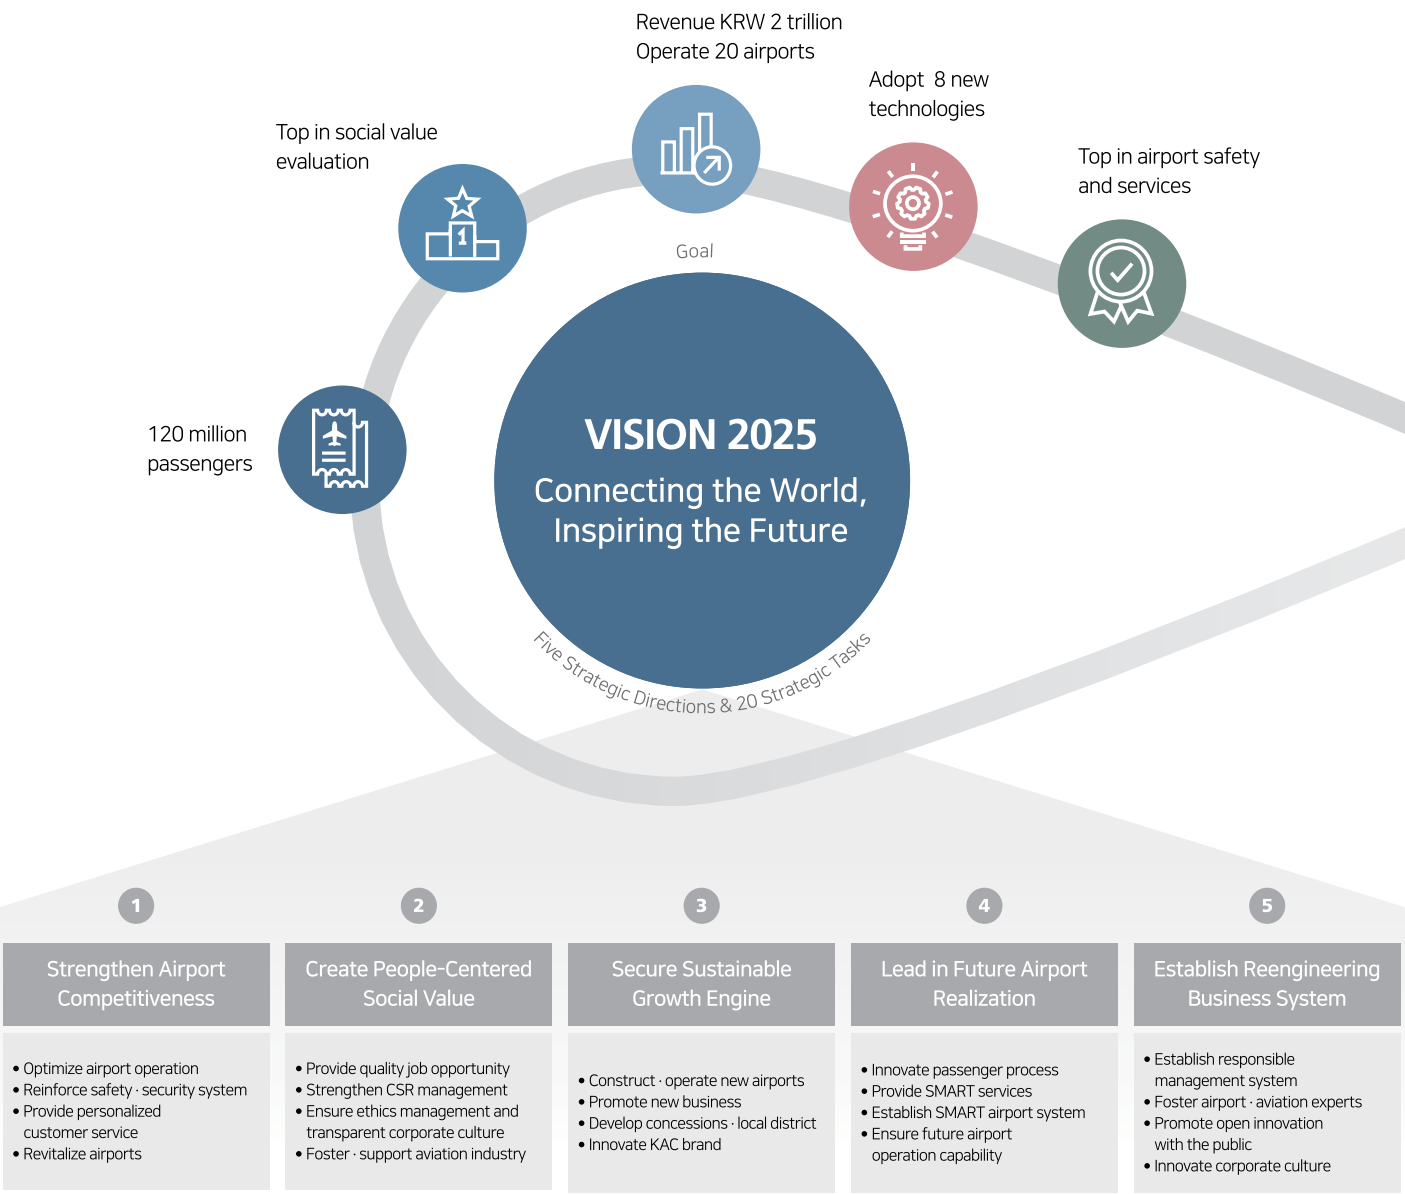 Revenue KRW 2 trillion
Operate 20 airports
Adopt 8 new
technologies
Top in social value
evaluation
Top in airport safety
and services
1
Goal
120 million
passengers
VISION 2025
Connecting the World,
Inspiring the Future
Five Strategic Directions & 20 Strategic Tasks
1
Strengthen Airport
Competitiveness
• Optimize airport operation
• Reinforce safety · security system
• Provide personalized
customer service
• Revitalize airports
2
Create People-Centered
Social Value
• Provide quality job opportunity
• Strengthen CSR management
• Ensure ethics management and
transparent corporate culture
• Foster · support aviation industry
3
Secure Sustainable
Growth Engine
• Construct · operate new airports
• Promote new business
• Develop concessions · local district
• Innovate KAC brand
4
Lead in Future Airport
Realization
• Innovate passenger process
• Provide SMART services
• Establish SMART airport system
• Ensure future airport
operation capability
5
Establish Reengineering
Business System
• Establish responsible
management system
• Foster airport · aviation experts
• Promote open innovation
with the public
• Innovate corporate culture